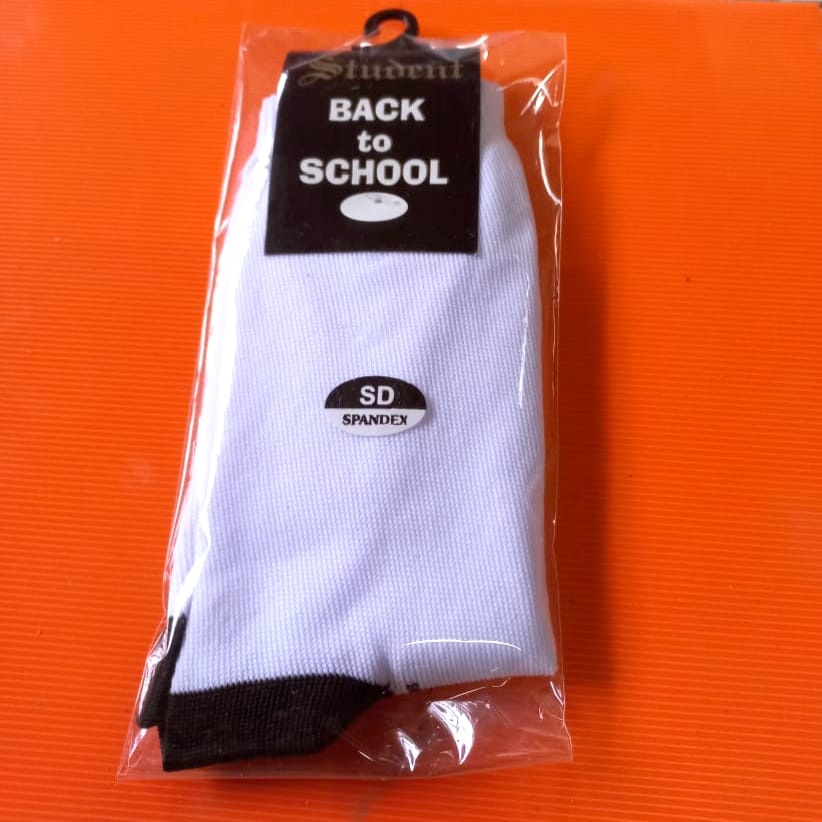 Student
BACK
to
SCHOOL
SD
SPANDEX